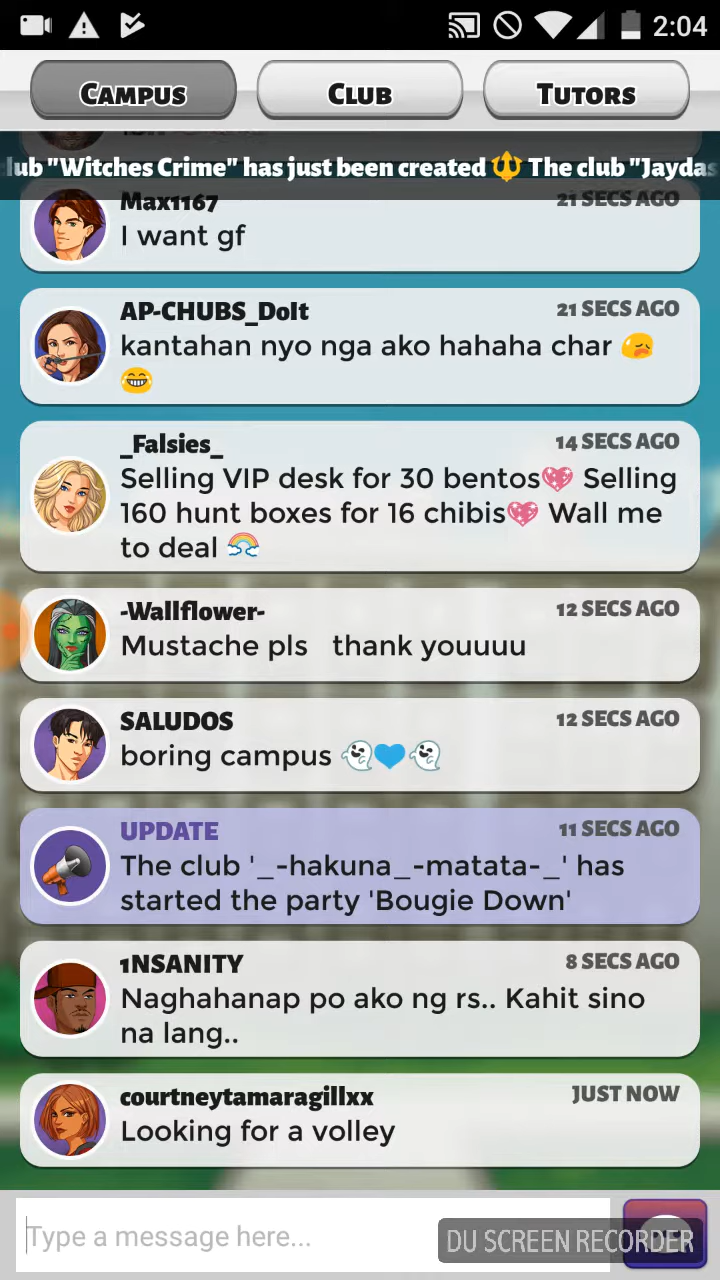 2:04
CAMPUS
CLUB
TUTORS
lub "Witches Crime" has just been created 🔱 The club "Jaydas
Max1167
21 SECS AGO
I want gf
AP-CHUBS_DoIt
21 SECS AGO
kantahan nyo nga ako hahaha char 😥
😂
_Falsies_
14 SECS AGO
Selling VIP desk for 30 bentos💖 Selling
160 hunt boxes for 16 chibis💖 Wall me
to deal 🌈
-Wallflower-
12 SECS AGO
Mustache pls   thank youuuu
SALUDOS
12 SECS AGO
boring campus 👻💙👻
UPDATE
11 SECS AGO
The club '_-hakuna_-matata-_' has
started the party 'Bougie Down'
1NSANITY
8 SECS AGO
Naghahanap po ako ng rs.. Kahit sino
na lang..
courtneytamaragillxx
JUST NOW
Looking for a volley
Type a message here...
DU SCREEN RECORDER